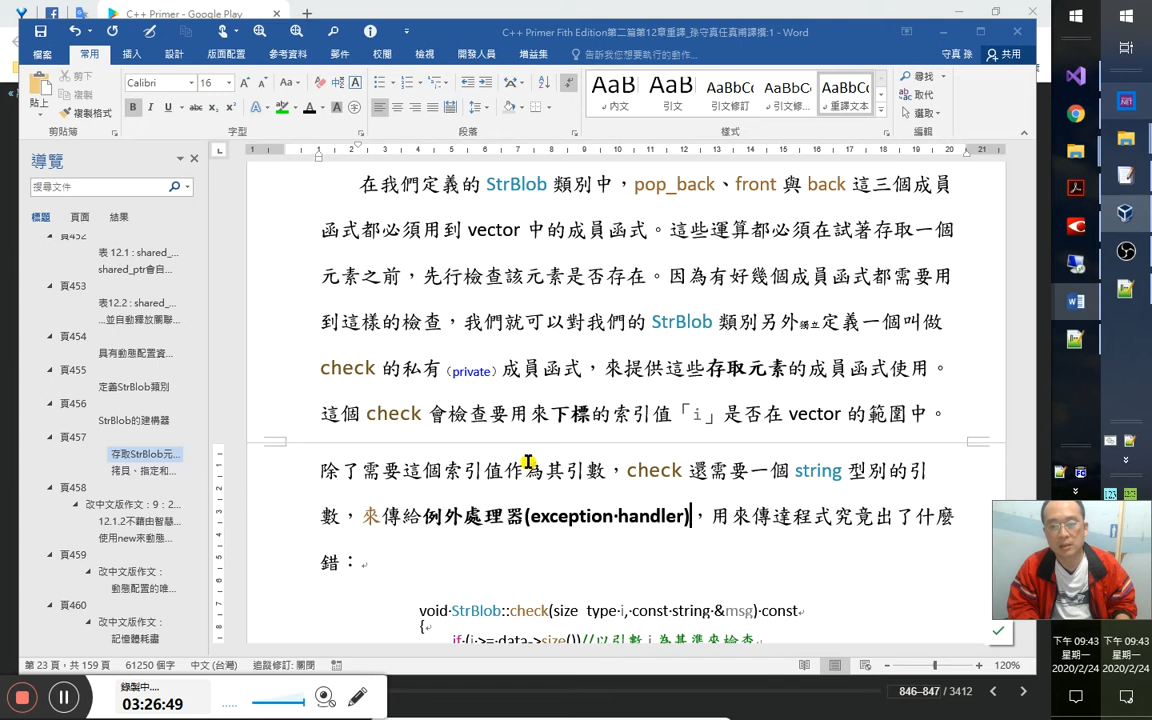 C++ Primer - Google Play
C++ Primer Fith Edition第二篇第12章重譯_孫守真任真甫譯撰:1 - Word
檔案 常用 插入 設計 版面配置 參考資料 郵件 校閱 檢視 開發人員 增益集 告訴我您想要執行的動作... 守真 孫 共用
貼上 剪下 複製 複製格式
Calibri 16
AaB AaB AaBbCc AaBbC AaBbCc
內文 引文 引文修訂 引文修... 重譯文本
尋找 取代 選取
剪貼簿 字型 段落 樣式 編輯
導覽
搜尋文件
標題 頁面 結果
頁452
表 12.1 : shared_...
shared_ptr會自...
頁453
表12.2 : shared_...
...並自動釋放關聯...
頁454
具有動態配置資...
頁455
定義StrBlob類別
頁456
StrBlob的建構器
頁457
存取StrBlob元...
拷貝、指定和...
頁458
改中文版作文：9：2...
12.1.2不藉由智慧...
使用new來動態...
頁459
改中文版作文：
動態配置的唯...
頁460
改中文版作文：
記憶體耗盡
在我們定義的 StrBlob 類別中，pop_back、front 與 back 這三個成員
函式都必須用到 vector 中的成員函式。這些運算都必須在試著存取一個
元素之前，先行檢查該元素是否存在。因為有好幾個成員函式都需要用
到這樣的檢查，我們就可以對我們的 StrBlob 類別另外獨立定義一個叫做
check 的私有（private）成員函式，來提供這些存取元素的成員函式使用。
這個 check 會檢查要用來下標的索引值「i」是否在 vector 的範圍中。
除了需要這個索引值作為其引數，check 還需要一個 string 型別的引
數，來傳給例外處理器(exception·handler)，用來傳達程式究竟出了什麼
錯：
void·StrBlob::check(size type·i,·const·string·&msg)·const
{
if·(i·>=·data->size())//以引數 i 為其準來檢查
第 23 頁，共 159 頁 61250 個字 中文 (台灣) 追蹤修訂: 關閉 120%
錄製中....
03:26:49
846–847 / 3412
下午 09:43
星期一
2020/2/24
下午 09:43
星期一
2020/2/24